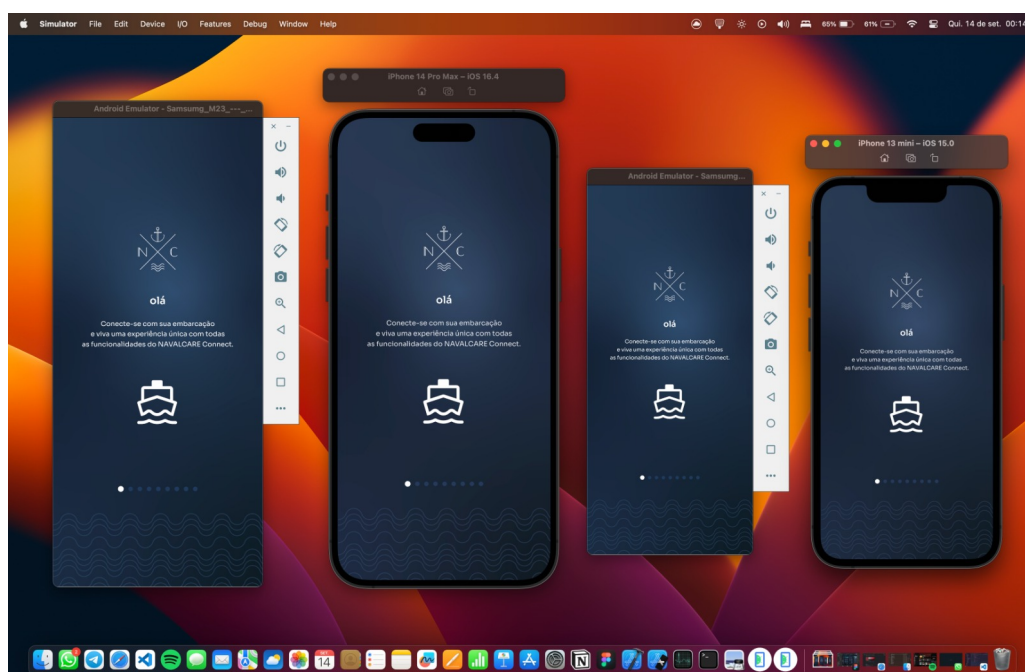 Simulator File Edit Device I/O Features Debug Window Help
65% 61% Qui. 14 de set. 00:14
Android Emulator - Samsumg_M23_---_...
N C
olá
Conecte-se com sua embarcação
e viva uma experiência única com todas
as funcionalidades do NAVALCARE Connect.
iPhone 14 Pro Max – iOS 16.4
N C
olá
Conecte-se com sua embarcação
e viva uma experiência única com todas
as funcionalidades do NAVALCARE Connect.
Android Emulator - Samsung...
N C
olá
Conecte-se com sua embarcação
e viva uma experiência única com todas
as funcionalidades do NAVALCARE Connect.
iPhone 13 mini – iOS 15.0
N C
olá
Conecte-se com sua embarcação
e viva uma experiência única com todas
as funcionalidades do NAVALCARE Connect.
14